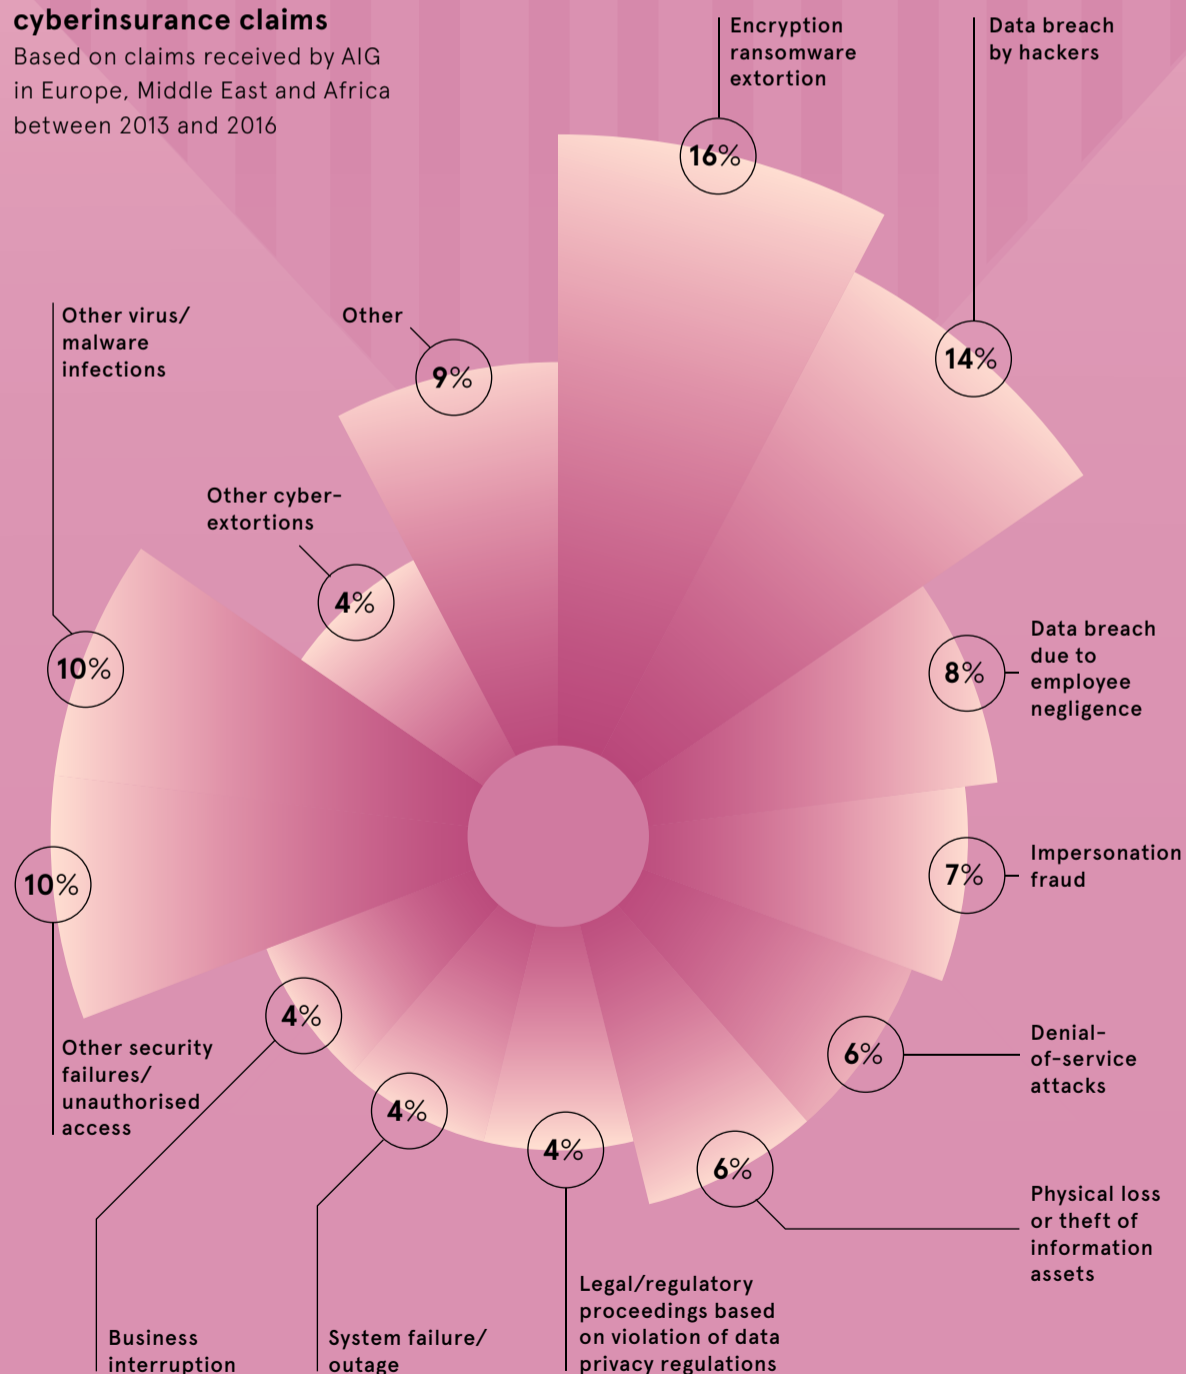 cyberinsurance claims
Based on claims received by AIG
in Europe, Middle East and Africa
between 2013 and 2016
Encryption
ransomware
extortion
16%
Data breach
by hackers
14%
Data breach
due to
employee
negligence
8%
Impersonation
fraud
7%
Denial-
of-service
attacks
6%
Physical loss
or theft of
information
assets
6%
Legal/regulatory
proceedings based
on violation of data
privacy regulations
4%
System failure/
outage
4%
Business
interruption
4%
Other security
failures/
unauthorised
access
10%
Other virus/
malware
infections
10%
Other cyber-
extortions
4%
Other
9%